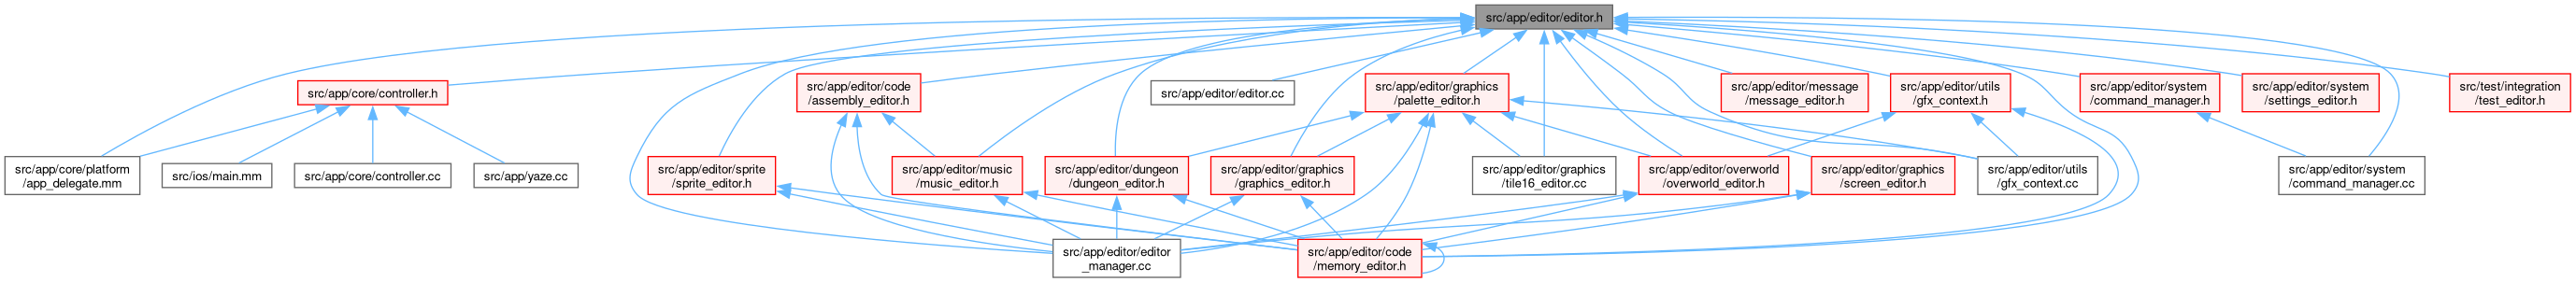 src/app/editor/editor.h
src/app/core/controller.h
src/app/editor/code
/assembly_editor.h
src/app/editor/editor.cc
src/app/editor/graphics
/palette_editor.h
src/app/editor/message
/message_editor.h
src/app/editor/utils
/gfx_context.h
src/app/editor/system
/command_manager.h
src/app/editor/system
/settings_editor.h
src/test/integration
/test_editor.h
src/app/core/platform
/app_delegate.mm
src/ios/main.mm
src/app/core/controller.cc
src/app/yaze.cc
src/app/editor/sprite
/sprite_editor.h
src/app/editor/music
/music_editor.h
src/app/editor/dungeon
/dungeon_editor.h
src/app/editor/graphics
/graphics_editor.h
src/app/editor/graphics
/tile16_editor.cc
src/app/editor/overworld
/overworld_editor.h
src/app/editor/graphics
/screen_editor.h
src/app/editor/utils
/gfx_context.cc
src/app/editor/system
/command_manager.cc
src/app/editor/editor
_manager.cc
src/app/editor/code
/memory_editor.h